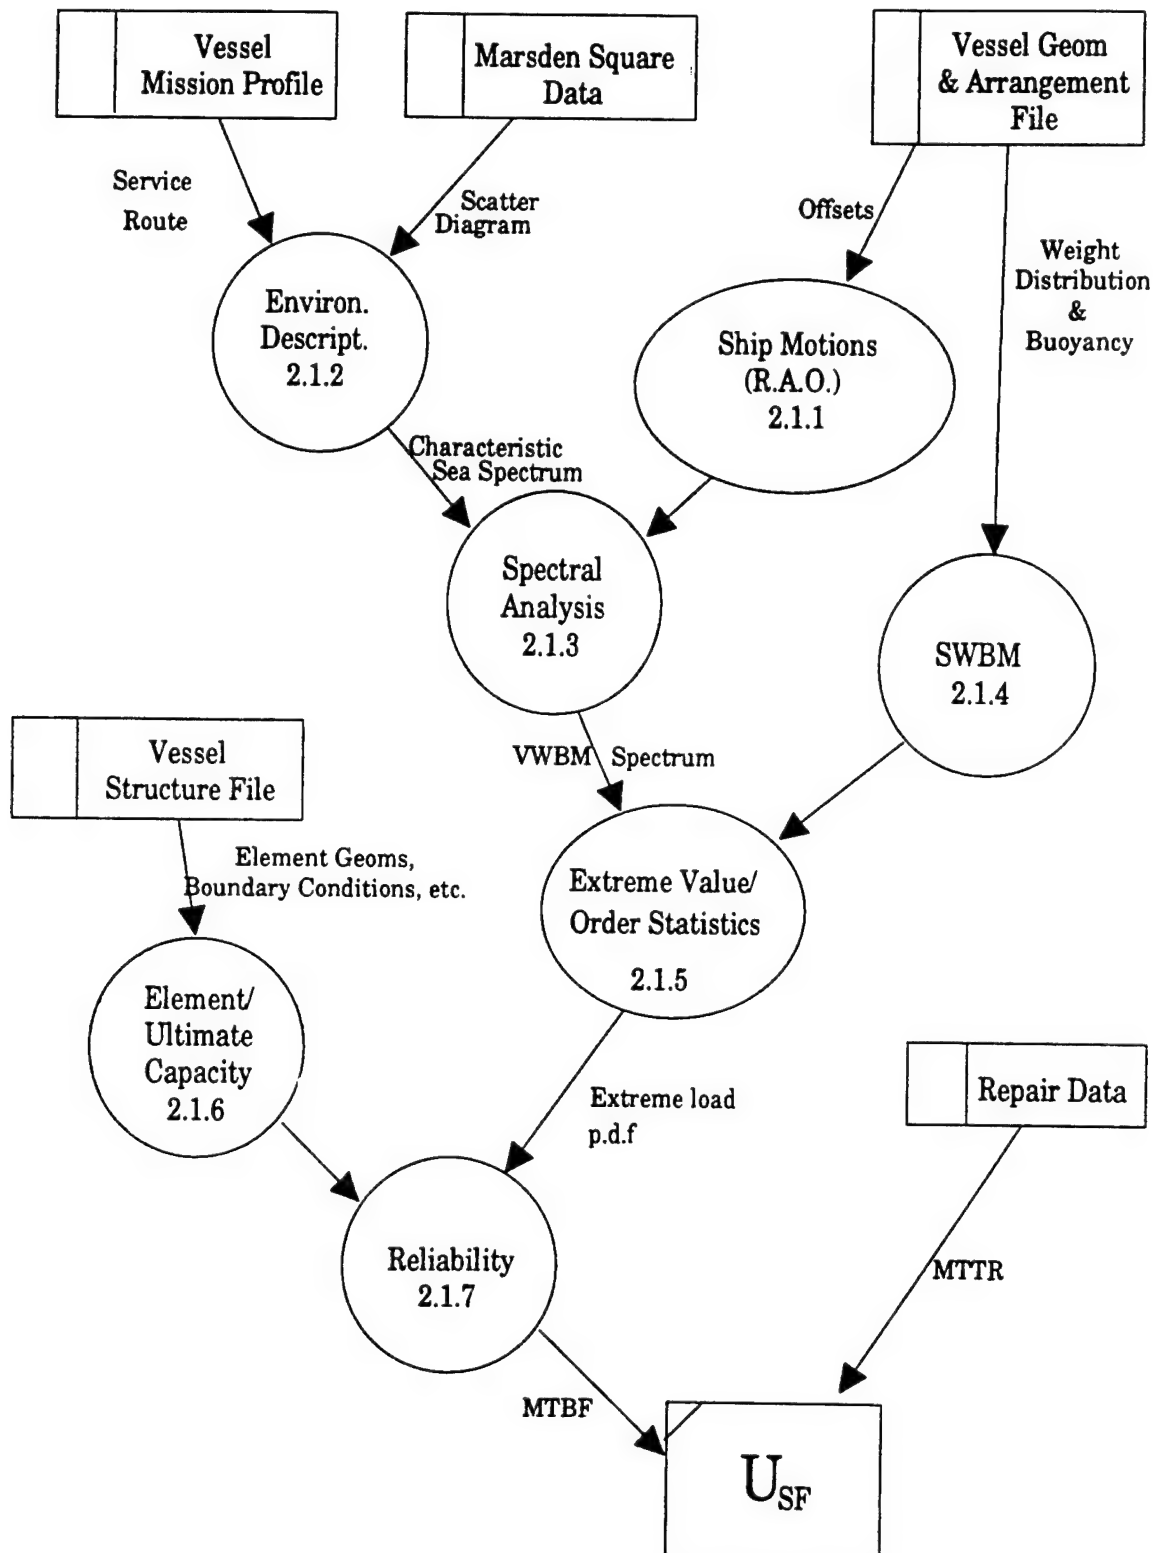 Vessel
Mission Profile
Marsden Square
Data
Vessel Geom
& Arrangement
File
Service
Route
Scatter
Diagram
Offsets
Weight
Distribution
&
Buoyancy
Environ.
Descript.
2.1.2
Ship Motions
(R.A.O.)
2.1.1
Characteristic
Sea Spectrum
Spectral
Analysis
2.1.3
SWBM
2.1.4
Vessel
Structure File
VWBM Spectrum
Element Geoms,
Boundary Conditions, etc.
Extreme Value/
Order Statistics
2.1.5
Element/
Ultimate
Capacity
2.1.6
Repair Data
Extreme load
p.d.f
Reliability
2.1.7
MTTR
MTBF
USF